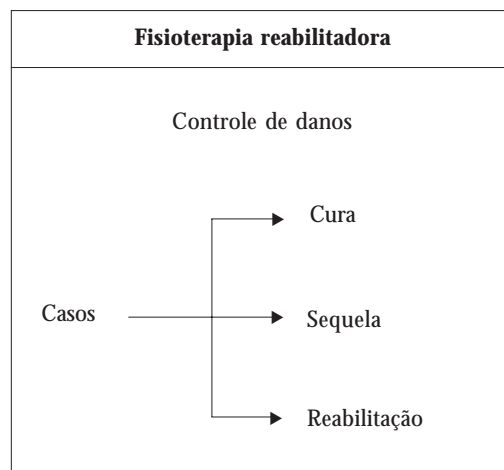 Fisioterapia reabilitadora
Controle de danos
Cura
Casos
Sequela
Reabilitação